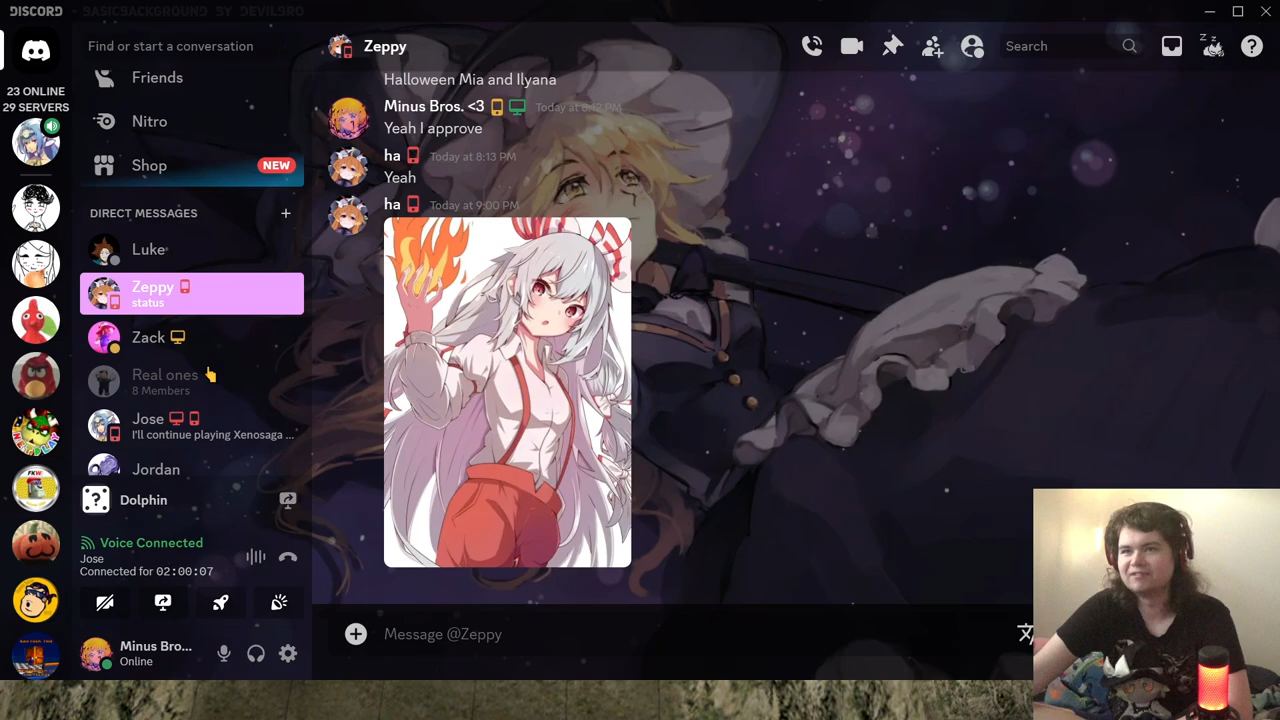 DISCORD - BASICBACKGROUND BY DEVILBRO
Find or start a conversation
23 ONLINE
29 SERVERS
Friends
Nitro
Shop
NEW
DIRECT MESSAGES
Luke
Zeppy
status
Zack
Real ones
8 Members
Jose
I'll continue playing Xenosaga ...
Jordan
Dolphin
Voice Connected
Jose
Connected for 02:00:07
Minus Bro...
Online
Zeppy
Search
Halloween Mia and Ilyana
Minus Bros. <3 Today at 8:12 PM
Yeah I approve
ha Today at 8:13 PM
Yeah
ha Today at 9:00 PM
Message @Zeppy